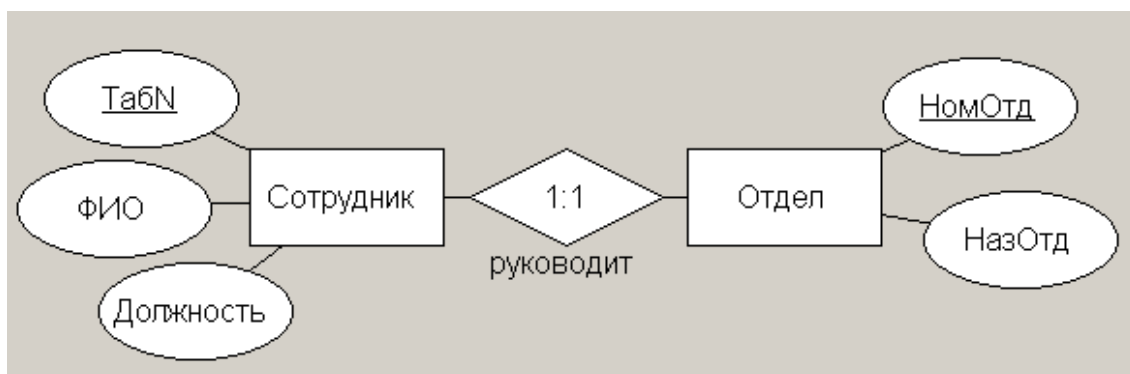 ТабN
ФИО
Должность
Сотрудник
1:1
руководит
Отдел
НомОтд
НазОтд